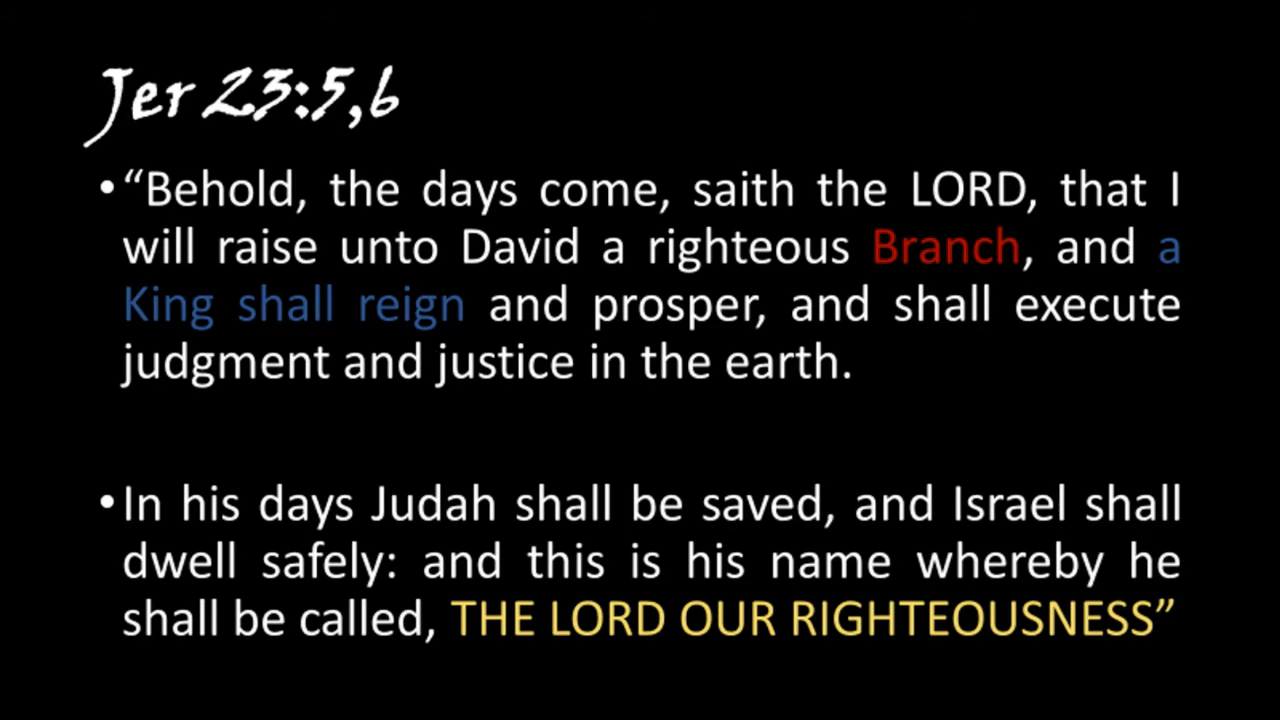 Jer 23:5,6
•“Behold, the days come, saith the LORD, that I
will raise unto David a righteous Branch, and a
King shall reign and prosper, and shall execute
judgment and justice in the earth.
•In his days Judah shall be saved, and Israel shall
dwell safely: and this is his name whereby he
shall be called, THE LORD OUR RIGHTEOUSNESS”